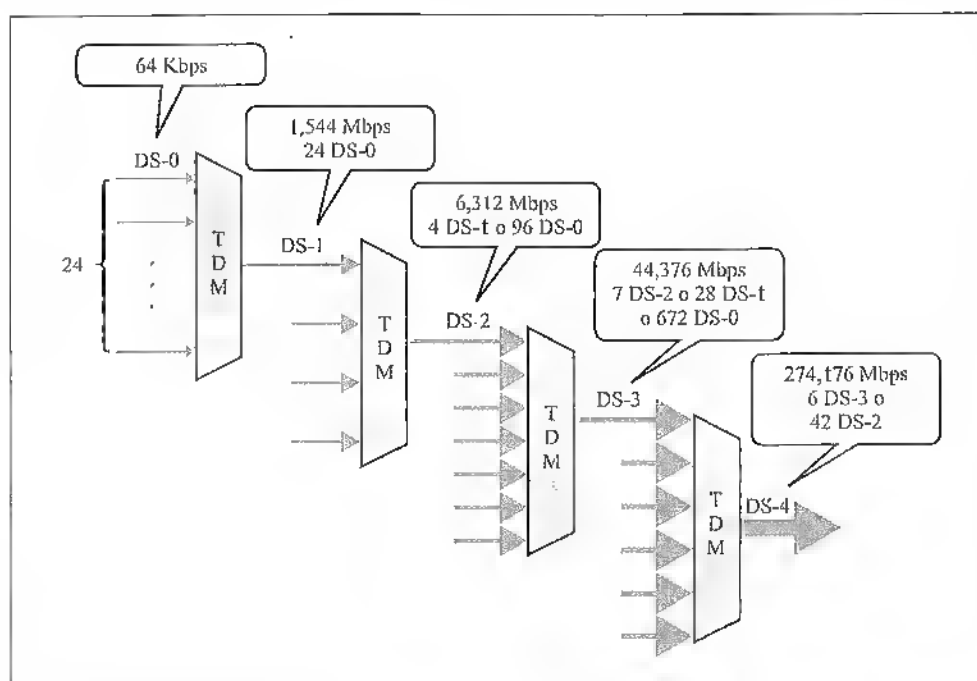 64 Kbps
DS-0
24
T
D
M
1,544 Mbps
24 DS-0
DS-1
T
D
M
6,312 Mbps
4 DS-t o 96 DS-0
DS-2
T
D
M
44,376 Mbps
7 DS-2 o 28 DS-t
o 672 DS-0
DS-3
T
D
M
274,t76 Mbps
6 DS-3 o
42 DS-2
DS-4